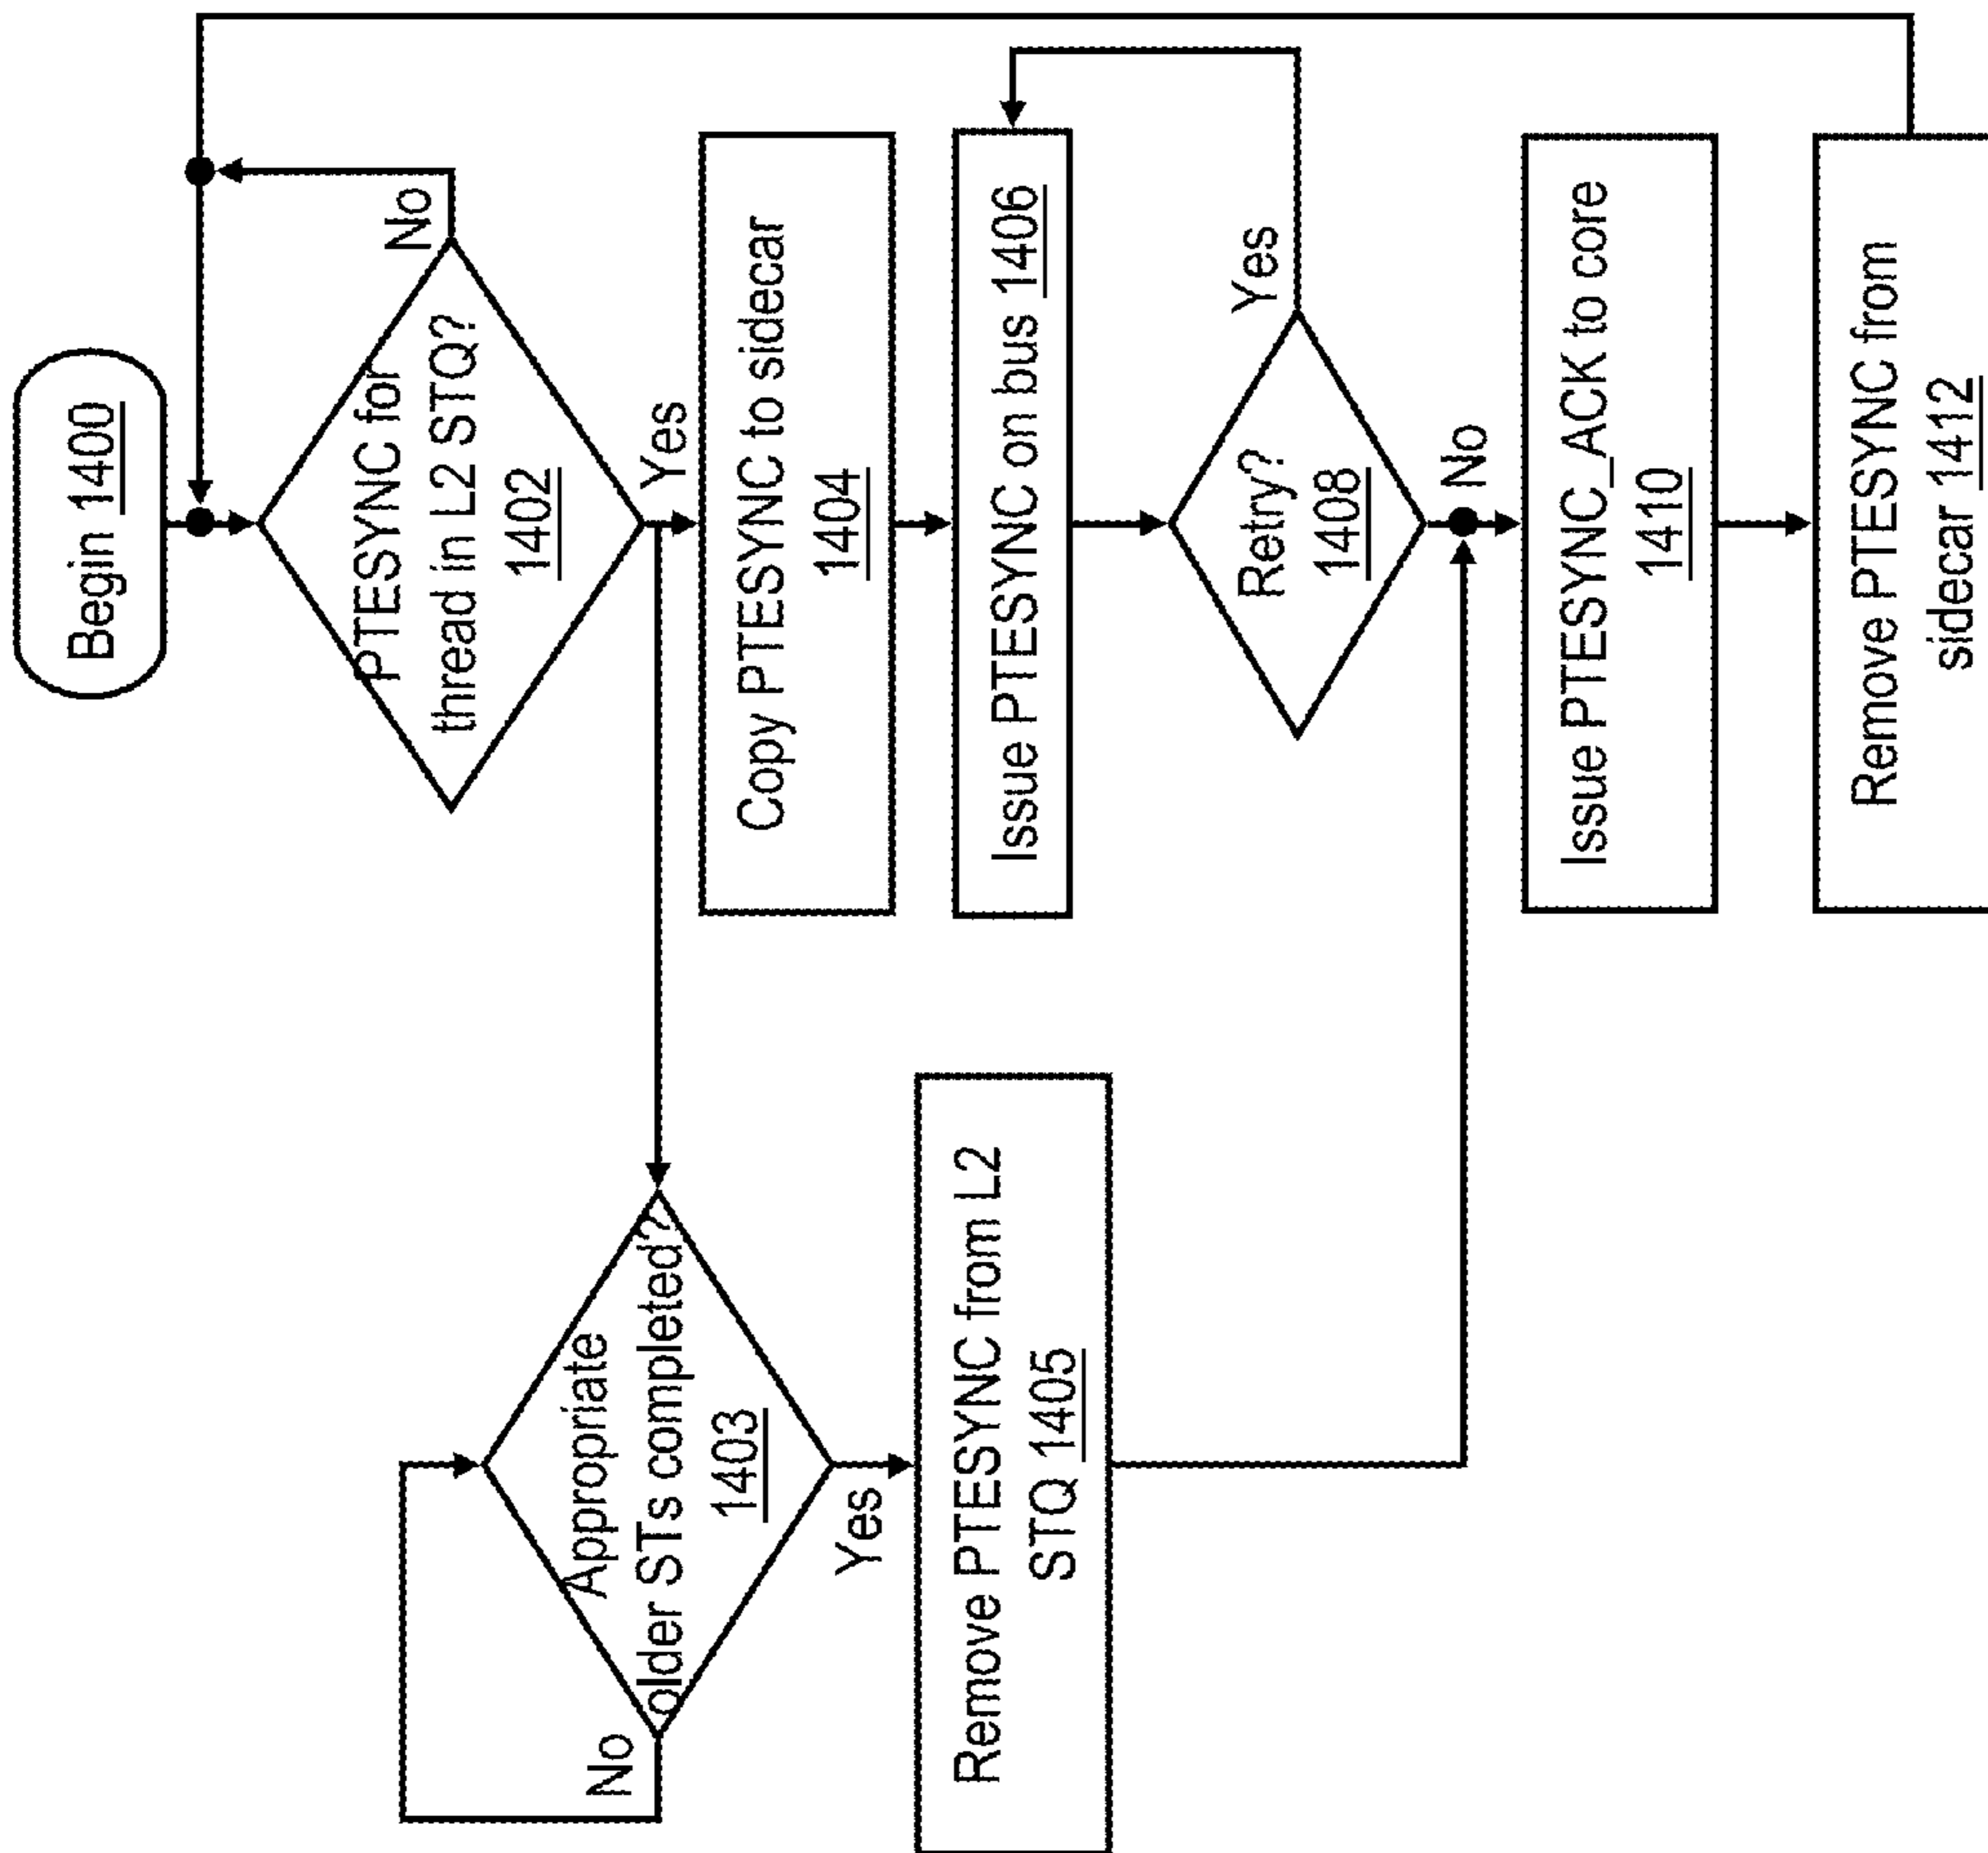 Begin 1400
PTESYNC for
thread in L2 STQ?
1402
No
Yes
Appropriate
older STs completed?
1403
No
Yes
Remove PTESYNC from L2
STQ 1405
Copy PTESYNC to sidecar
1404
Issue PTESYNC on bus 1406
Retry?
1408
Yes
No
Issue PTESYNC_ACK to core
1410
Remove PTESYNC from
sidecar 1412